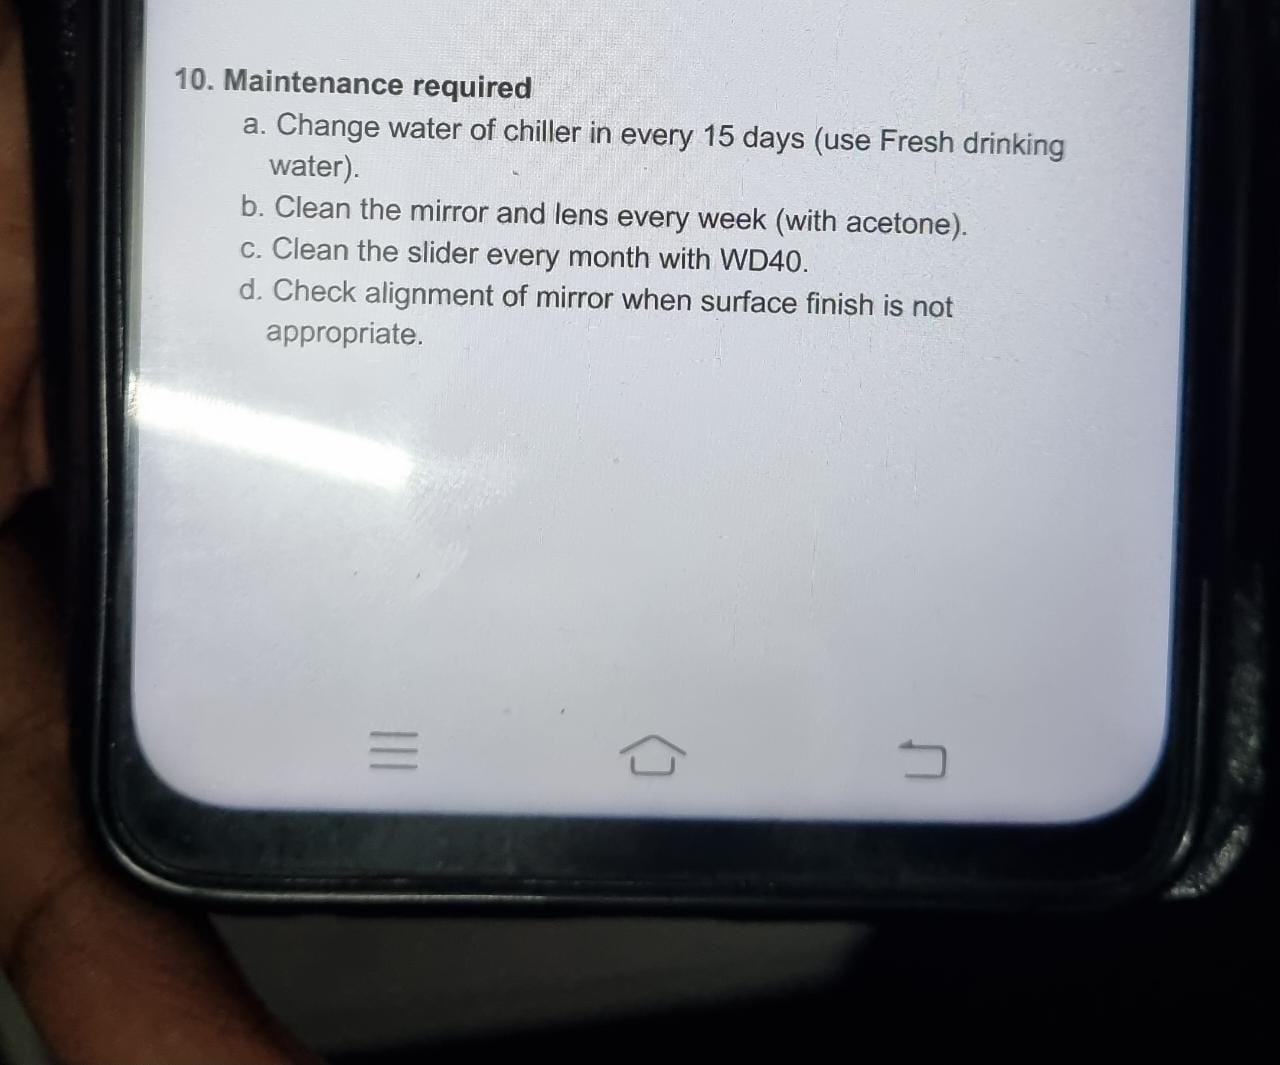 10. Maintenance required
a. Change water of chiller in every 15 days (use Fresh drinking
water).
b. Clean the mirror and lens every week (with acetone).
c. Clean the slider every month with WD40.
d. Check alignment of mirror when surface finish is not
appropriate.